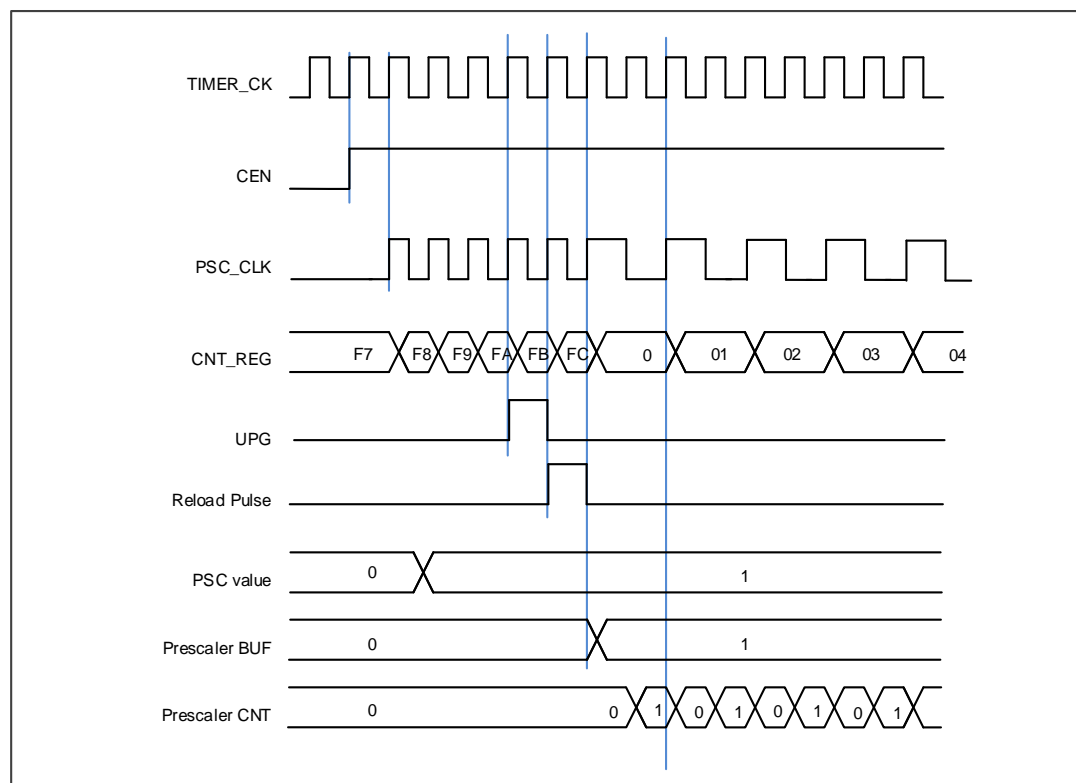 TIMER_CK
CEN
PSC_CLK
CNT_REG F7 F8 F9 FA FB FC 0 01 02 03 04
UPG
Reload Pulse
PSC value 0 1
Prescaler BUF 0 1
Prescaler CNT 0 0 1 0 1 0 1 0 1